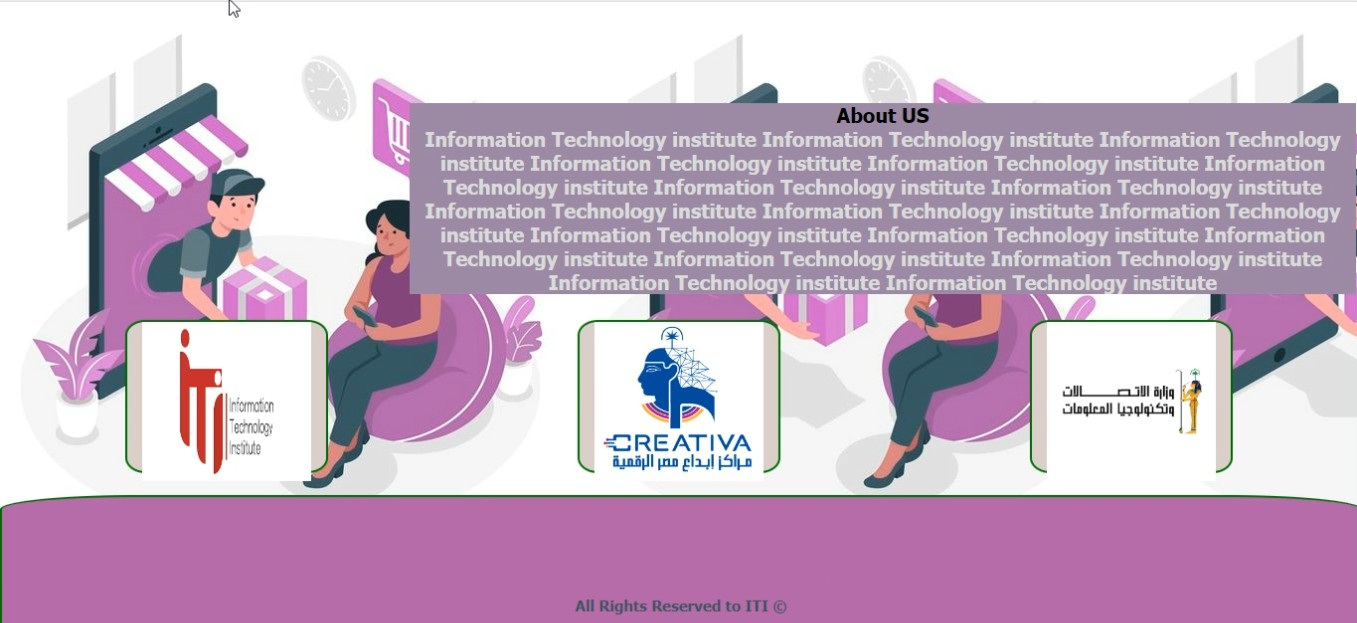 About US
Information Technology institute Information Technology institute Information Technology
institute Information Technology institute Information Technology institute Information
Technology institute Information Technology institute Information Technology institute
Information Technology institute Information Technology institute Information Technology
institute Information Technology institute Information Technology institute Information
Technology institute Information Technology institute Information Technology institute
Information Technology institute Information Technology institute
iTi
Information
Technology
Institute
CREATIVA
مراكز إبداع مصر الرقمية
وزارة الاتصالات
وتكنولوجيا المعلومات
All Rights Reserved to ITI ©